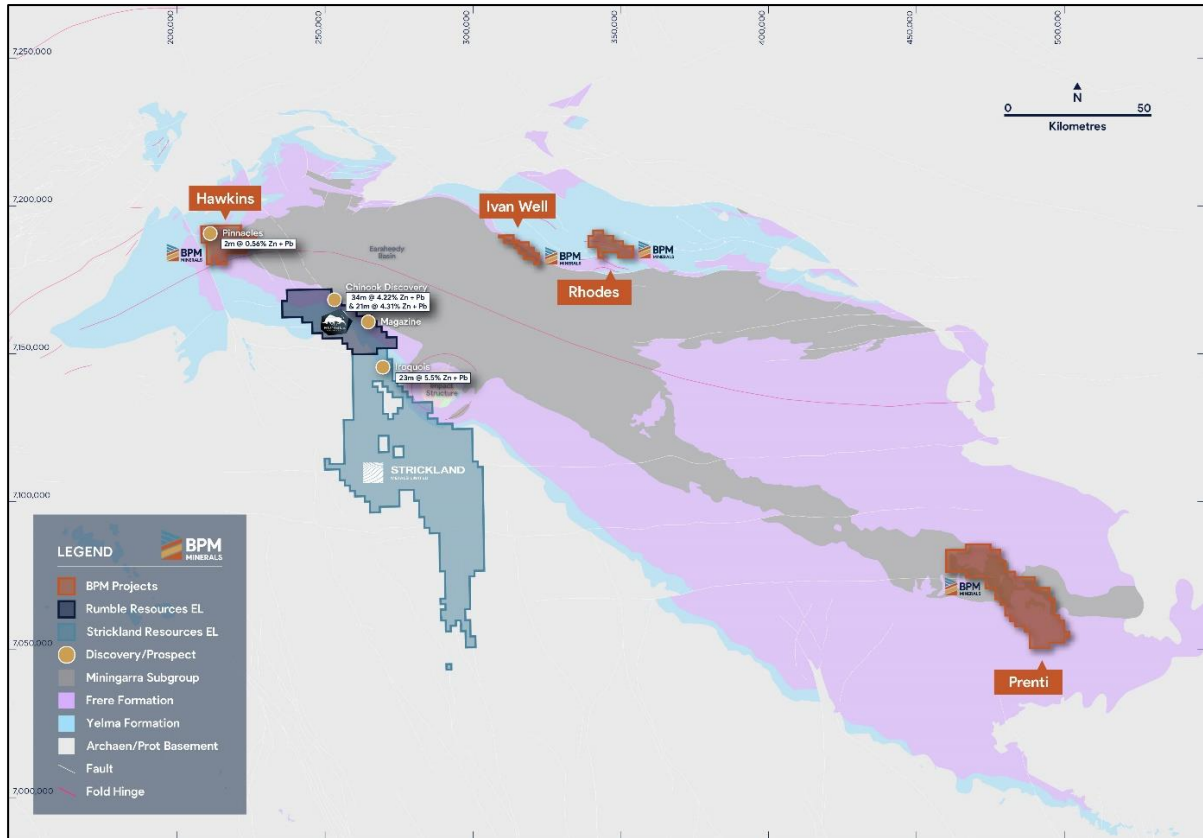 200,000
250,000
300,000
350,000
400,000
450,000
500,000
7,250,000
7,200,000
7,150,000
7,100,000
7,050,000
7,000,000
N
0 50
Kilometres
Hawkins
Pinnacles
2m @ 0.56% Zn + Pb
BPM
MINERALS
Ivan Well
BPM
MINERALS
Rhodes
BPM
MINERALS
Earaheedy
Basin
Chinook Discovery
34m @ 4.22% Zn + Pb
& 21m @ 4.31% Zn + Pb
Magazine
Iroquois
23m @ 5.5% Zn + Pb
Impact
Structure
STRICKLAND
BPM
MINERALS
Prenti
LEGEND
BPM
MINERALS
BPM Projects
Rumble Resources EL
Strickland Resources EL
Discovery/Prospect
Miningarra Subgroup
Frere Formation
Yelma Formation
Archaen/Prot Basement
Fault
Fold Hinge